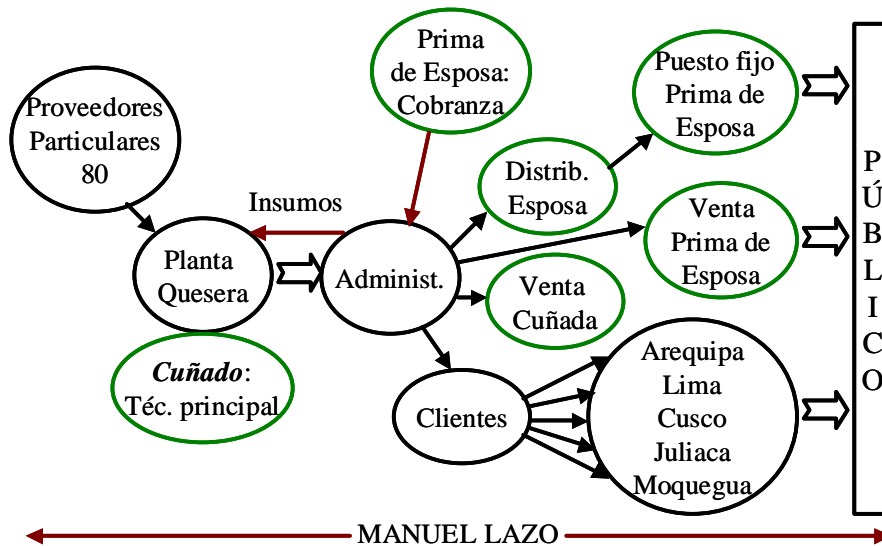 Prima
de Esposa:
Cobranza
Puesto fijo
Prima de
Esposa
Proveedores
Particulares
80
Distrib.
Esposa
Insumos
Venta
Prima de
Esposa
Planta
Quesera
Administ.
Venta
Cuñada
Cuñado:
Téc. principal
Clientes
Arequipa
Lima
Cusco
Juliaca
Moquegua
P
Ú
B
L
I
C
O
MANUEL LAZO